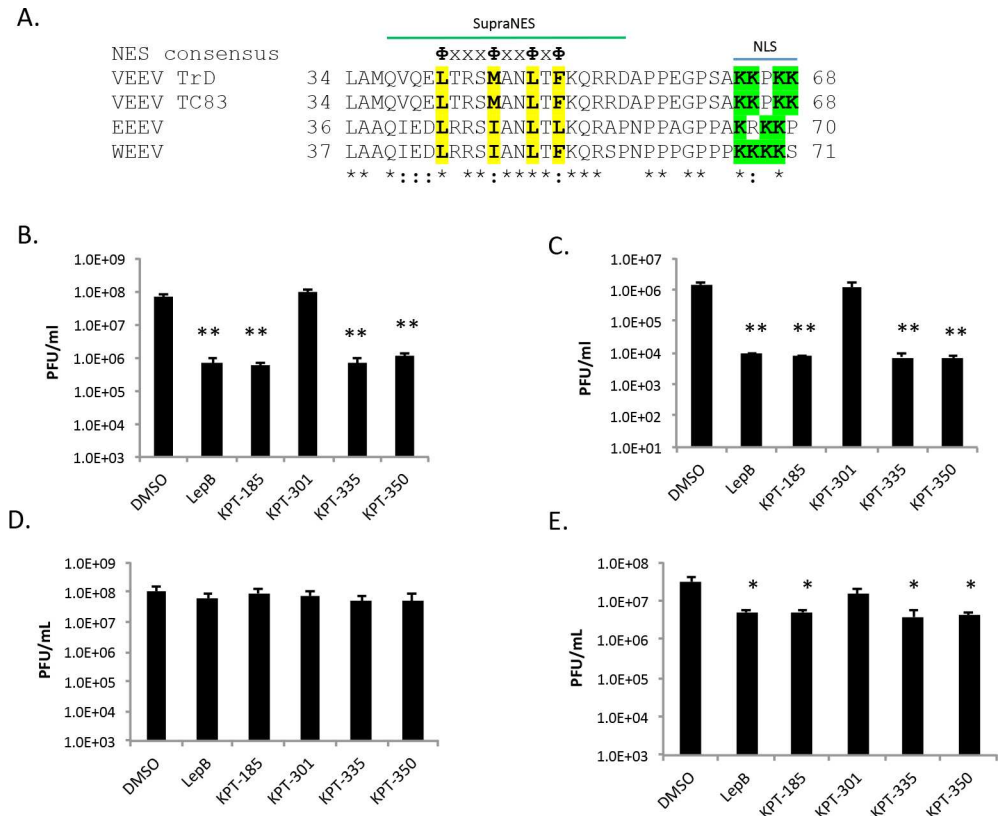 A.
SupraNES
NES consensus ΦxxxΦxxΦxΦ NLS
VEEV TrD 34 LAMQVQELTRSMANLTFKQRRDAPPEGPSAKKPKK 68
VEEV TC83 34 LAMQVQELTRSMANLTFKQRRDAPPEGPSAKKPKK 68
EEEV 36 LAAQIEDLRRSIANLTLKQRAPNPPAGPPAKRKKP 70
WEEV 37 LAAQIEDLRRSIANLTFKQRSPNPPPGPPPKKKKS 71
** *:::* **:****:*** ** ** *: *
B.
1.0E+09
1.0E+08
1.0E+07
1.0E+06
1.0E+05
1.0E+04
1.0E+03
PFU/ml
** ** ** **
DMSO LepB KPT-185 KPT-301 KPT-335 KPT-350
C.
1.0E+07
1.0E+06
1.0E+05
1.0E+04
1.0E+03
1.0E+02
1.0E+01
PFU/ml
** ** ** **
DMSO LepB KPT-185 KPT-301 KPT-335 KPT-350
D.
1.0E+09
1.0E+08
1.0E+07
1.0E+06
1.0E+05
1.0E+04
1.0E+03
PFU/mL
DMSO LepB KPT-185 KPT-301 KPT-335 KPT-350
E.
1.0E+08
1.0E+07
1.0E+06
1.0E+05
1.0E+04
1.0E+03
PFU/mL
* * * *
DMSO LepB KPT-185 KPT-301 KPT-335 KPT-350